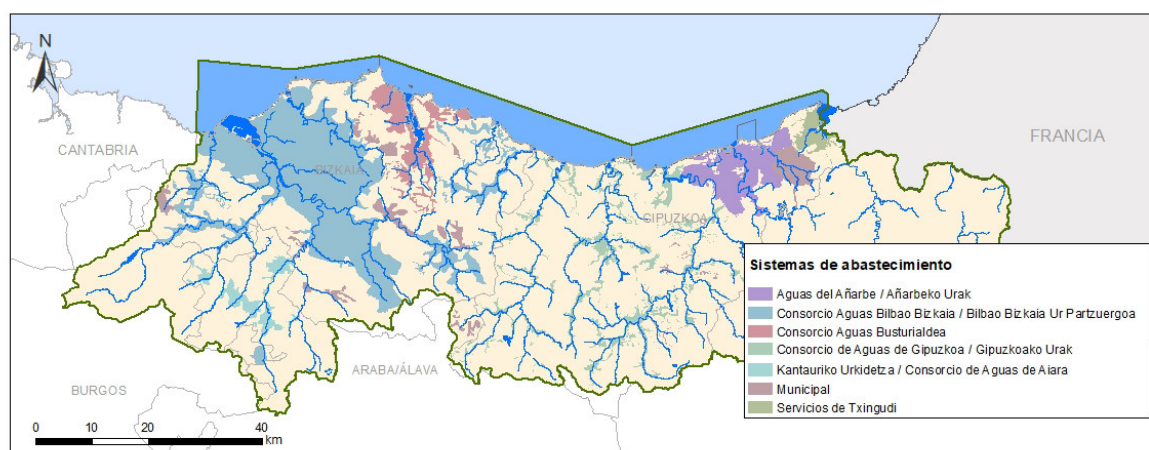 N
CANTABRIA
BIZKAIA
FRANCIA
GIPUZKOA
ARABA/ÁLAVA
BURGOS
Sistemas de abastecimiento
Aguas del Añarbe / Añarbeko Urak
Consorcio Aguas Bilbao Bizkaia / Bilbao Bizkaia Ur Partzuergoa
Consorcio Aguas Busturialdea
Consorcio de Aguas de Gipuzkoa / Gipuzkoako Urak
Kantauriko Urkidetza / Consorcio de Aguas de Aiara
Municipal
Servicios de Txingudi
0 10 20 40
km